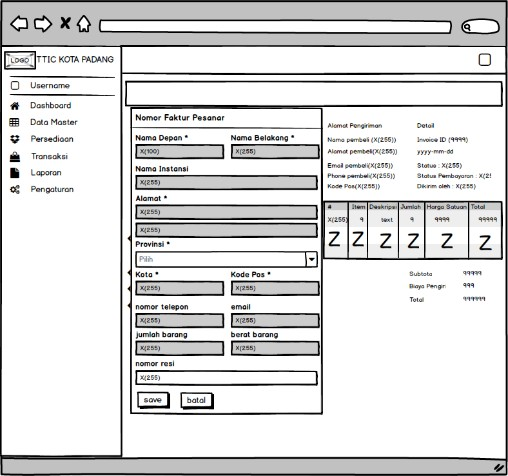 LOGO TTIC KOTA PADANG
Username
Dashboard
Data Master
Persediaan
Transaksi
Laporan
Pengaturan
Nomor Faktur Pesanar
Nama Depan * Nama Belakang *
X(100) X(255)
Nama Instansi
X(255)
Alamat *
X(255)
X(255)
Provinsi *
Pilih
Kota * Kode Pos *
X(255) X(255)
nomor telepon email
X(255) X(255)
jumlah barang berat barang
X(255) X(255)
nomor resi
X(255)
save batal
Alamat Pengiriman Detail
Nama pembeli (X(255)) Invoice ID (9999)
Alamat pembeli(X(255)) yyyy-mm-dd
Email pembeli(X(255)) Status : X(255)
Phone pembeli(X(255)) Status Pembayaran : X(2!
Kode Pos(X(255)) Dikirim oleh : X(255)
# Item Deskripsi Jumlah Harga Satuan Total
X(255) 9 text 9 9999 99999
Z Z Z Z Z Z
Subtota 99999
Biaya Pengir 999
Total 999999